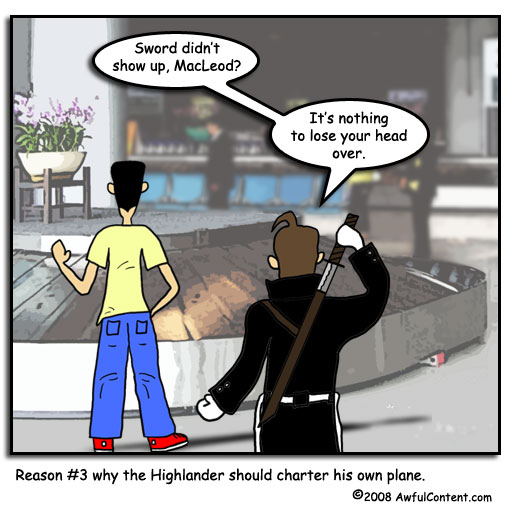 Sword didn't
show up, MacLeod?
It's nothing
to lose your head
over.
Reason #3 why the Highlander should charter his own plane.
©2008 AwfulContent.com